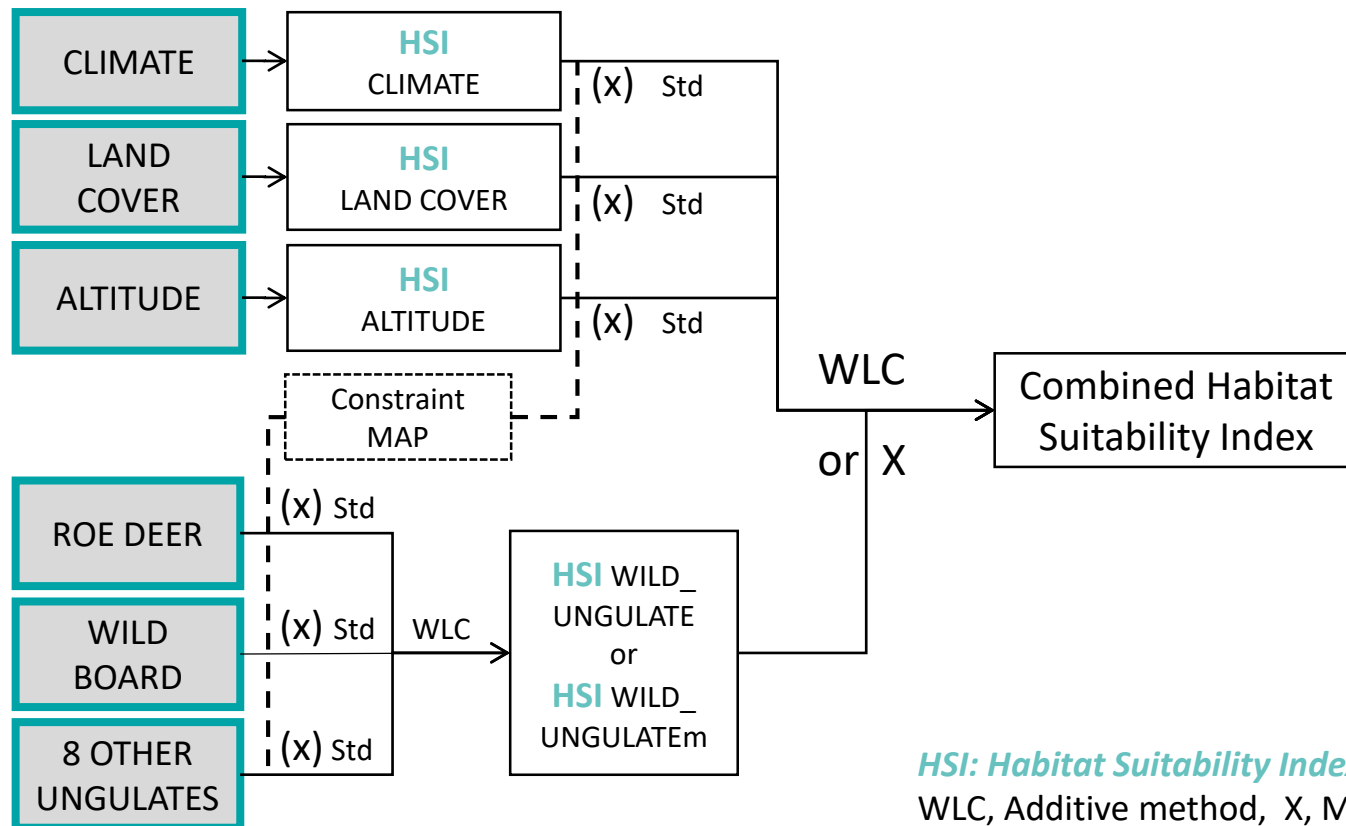 CLIMATE
HSI
CLIMATE
(x) Std
LAND
COVER
HSI
LAND COVER
(x) Std
ALTITUDE
HSI
ALTITUDE
(x) Std
Constraint
MAP
WLC
or X
Combined Habitat
Suitability Index
ROE DEER
(x) Std
WILD
BOARD
(x) Std
WLC
8 OTHER
UNGULATES
(x) Std
HSI WILD_
UNGULATE
or
HSI WILD_
UNGULATEm
HSI: Habitat Suitability Index
WLC, Additive method, X, M